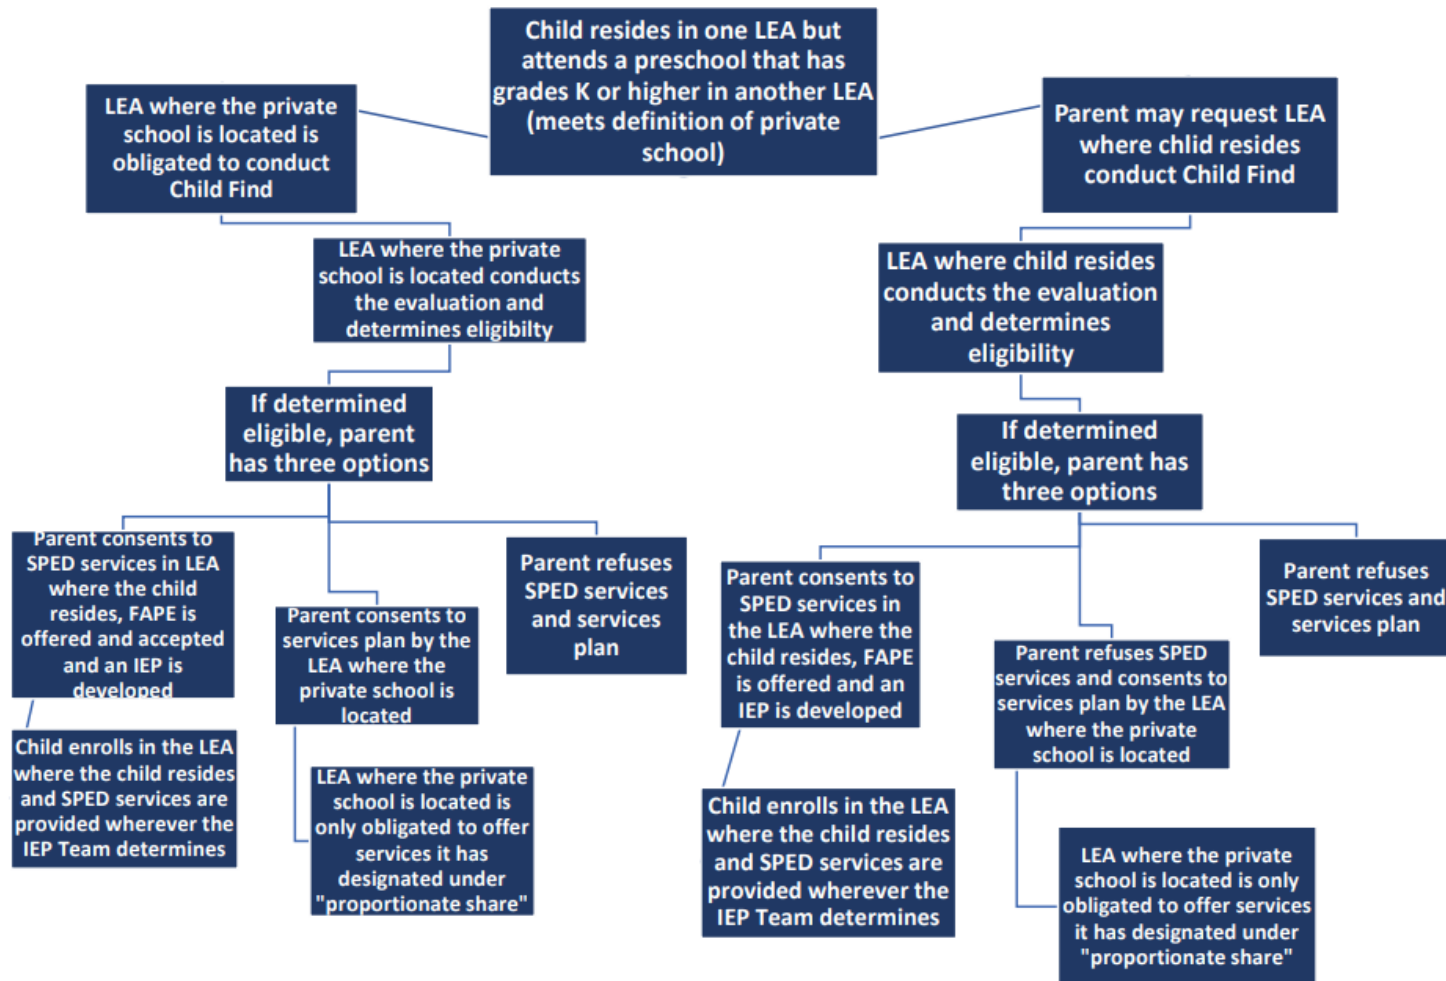 Child resides in one LEA but
attends a preschool that has
grades K or higher in another LEA
(meets definition of private
school)
LEA where the private
school is located is
obligated to conduct
Child Find
Parent may request LEA
where chlid resides
conduct Child Find
LEA where the private
school is located conducts
the evaluation and
determines eligibilty
LEA where child resides
conducts the evaluation
and determines
eligibility
If determined
eligible, parent
has three options
If determined
eligible, parent has
three options
Parent consents to
SPED services in LEA
where the child
resides, FAPE is
offered and accepted
and an IEP is
developed
Parent consents to
services plan by the
LEA where the
private school is
located
Parent refuses
SPED services
and services
plan
Parent consents to
SPED services in
the LEA where the
child resides, FAPE
is offered and an
IEP is developed
Parent refuses SPED
services and consents to
services plan by the LEA
where the private
school is located
Parent refuses
SPED services and
services plan
Child enrolls in the LEA
where the child resides
and SPED services are
provided wherever the
IEP Team determines
LEA where the private
school is located is
only obligated to offer
services it has
designated under
"proportionate share"
Child enrolls in the LEA
where the child resides
and SPED services are
provided wherever the
IEP Team determines
LEA where the private
school is located is only
obligated to offer services
it has designated under
"proportionate share"